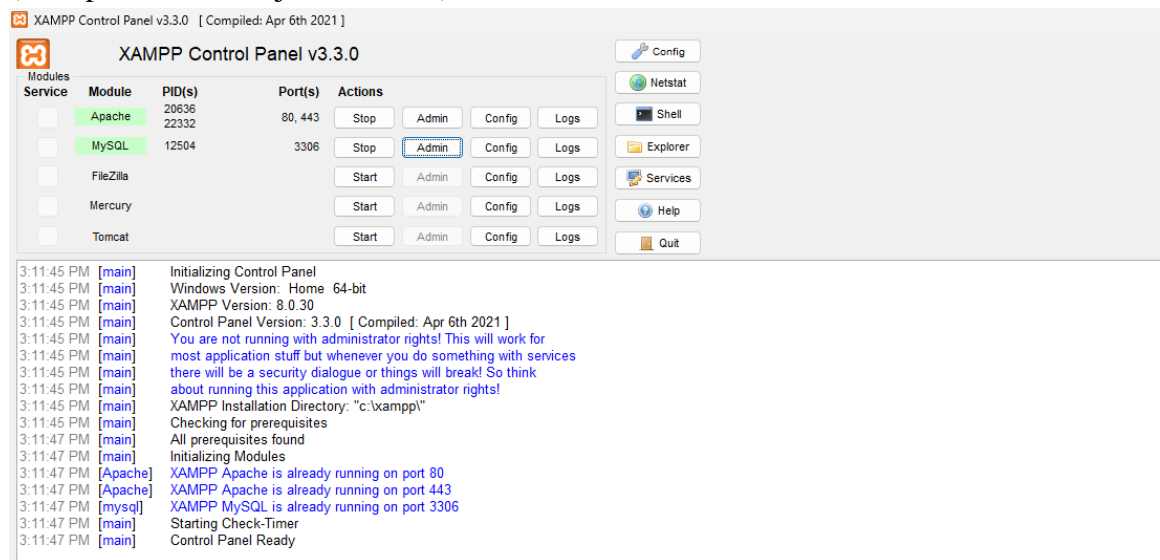 XAMPP Control Panel v3.3.0 [ Compiled: Apr 6th 2021 ]
XAMPP Control Panel v3.3.0
Config
Modules
Service Module PID(s) Port(s) Actions
Netstat
Apache 20636 22332 80, 443 Stop Admin Config Logs
Shell
MySQL 12504 3306 Stop Admin Config Logs
Explorer
FileZilla Start Admin Config Logs
Services
Mercury Start Admin Config Logs
Help
Tomcat Start Admin Config Logs
Quit
3:11:45 PM [main] Initializing Control Panel
3:11:45 PM [main] Windows Version: Home 64-bit
3:11:45 PM [main] XAMPP Version: 8.0.30
3:11:45 PM [main] Control Panel Version: 3.3.0 [ Compiled: Apr 6th 2021 ]
3:11:45 PM [main] You are not running with administrator rights! This will work for
3:11:45 PM [main] most application stuff but whenever you do something with services
3:11:45 PM [main] there will be a security dialogue or things will break! So think
3:11:45 PM [main] about running this application with administrator rights!
3:11:45 PM [main] XAMPP Installation Directory: "c:\xampp\"
3:11:45 PM [main] Checking for prerequisites
3:11:47 PM [main] All prerequisites found
3:11:47 PM [main] Initializing Modules
3:11:47 PM [Apache] XAMPP Apache is already running on port 80
3:11:47 PM [Apache] XAMPP Apache is already running on port 443
3:11:47 PM [mysql] XAMPP MySQL is already running on port 3306
3:11:47 PM [main] Starting Check-Timer
3:11:47 PM [main] Control Panel Ready